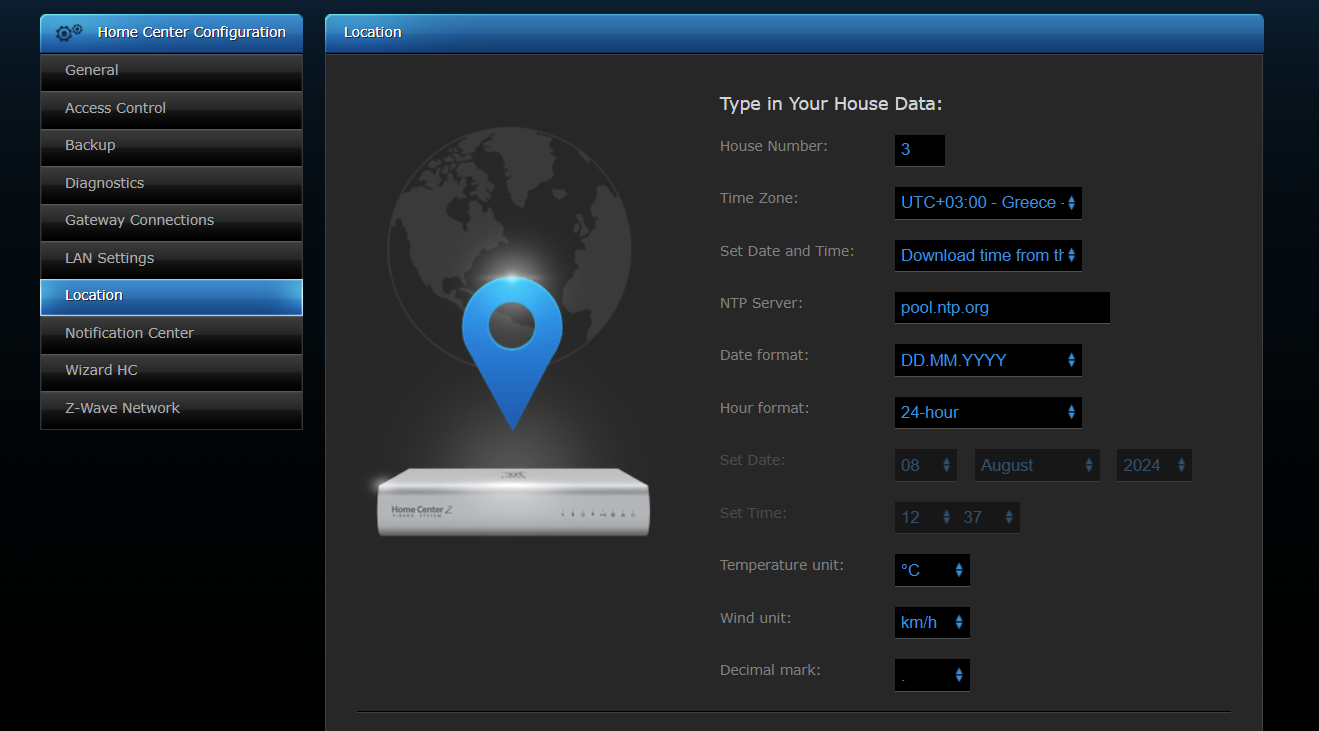 Home Center Configuration
General
Access Control
Backup
Diagnostics
Gateway Connections
LAN Settings
Location
Notification Center
Wizard HC
Z-Wave Network
Location
Type in Your House Data:
House Number: 3
Time Zone: UTC+03:00 - Greece -
Set Date and Time: Download time from th
NTP Server: pool.ntp.org
Date format: DD.MM.YYYY
Hour format: 24-hour
Set Date: 08 August 2024
Set Time: 12 37
Temperature unit: °C
Wind unit: km/h
Decimal mark: .
Home Center 2
FIBARO SYSTEM